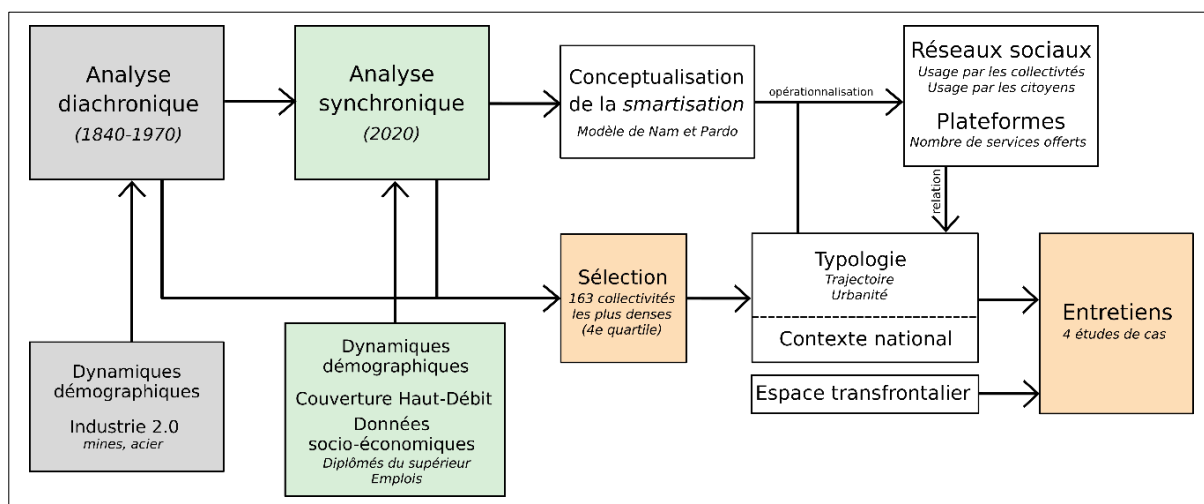 Analyse
diachronique
(1840-1970)
Analyse
synchronique
(2020)
Conceptualisation
de la smartisation
Modèle de Nam et Pardo
opérationnalisation
Réseaux sociaux
Usage par les collectivtés
Usage par les citoyens
Plateformes
Nombre de services offerts
relation
Sélection
163 collectivités
les plus denses
(4e quartile)
Typologie
Trajectoire
Urbanité
Contexte national
Entretiens
4 études de cas
Dynamiques
démographiques
Industrie 2.0
mines, acier
Dynamiques
démographiques
Couverture Haut-Débit
Données
socio-économiques
Diplômés du supérieur
Emplois
Espace transfrontalier